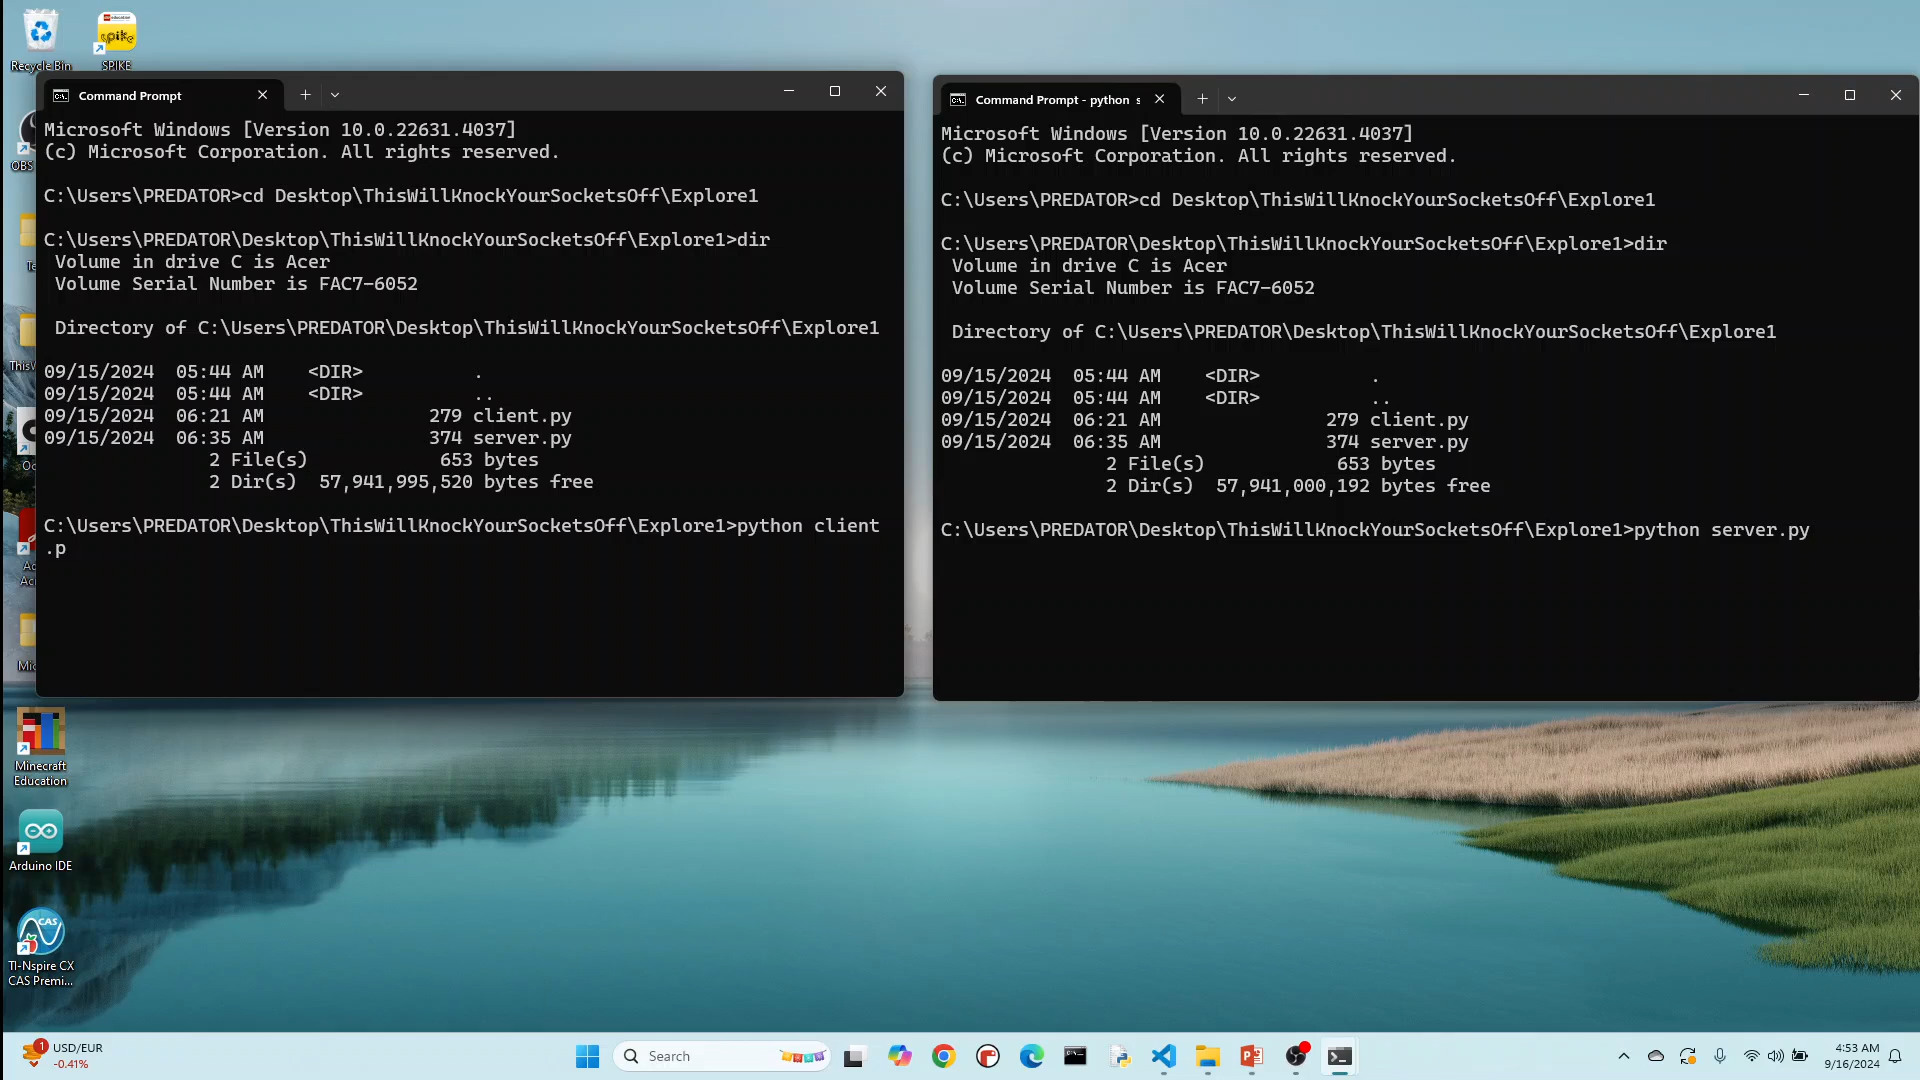 Recycle Bin
SPIKE
OBS
Minecraft
Education
Arduino IDE
TI-Nspire CX
CAS Premi...
Command Prompt
Microsoft Windows [Version 10.0.22631.4037]
(c) Microsoft Corporation. All rights reserved.
C:\Users\PREDATOR>cd Desktop\ThisWillKnockYourSocketsOff\Explore1
C:\Users\PREDATOR\Desktop\ThisWillKnockYourSocketsOff\Explore1>dir
Volume in drive C is Acer
Volume Serial Number is FAC7-6052
Directory of C:\Users\PREDATOR\Desktop\ThisWillKnockYourSocketsOff\Explore1
09/15/2024 05:44 AM <DIR> .
09/15/2024 05:44 AM <DIR> ..
09/15/2024 06:21 AM 279 client.py
09/15/2024 06:35 AM 374 server.py
2 File(s) 653 bytes
2 Dir(s) 57,941,995,520 bytes free
C:\Users\PREDATOR\Desktop\ThisWillKnockYourSocketsOff\Explore1>python client
.p
Command Prompt - python s
Microsoft Windows [Version 10.0.22631.4037]
(c) Microsoft Corporation. All rights reserved.
C:\Users\PREDATOR>cd Desktop\ThisWillKnockYourSocketsOff\Explore1
C:\Users\PREDATOR\Desktop\ThisWillKnockYourSocketsOff\Explore1>dir
Volume in drive C is Acer
Volume Serial Number is FAC7-6052
Directory of C:\Users\PREDATOR\Desktop\ThisWillKnockYourSocketsOff\Explore1
09/15/2024 05:44 AM <DIR> .
09/15/2024 05:44 AM <DIR> ..
09/15/2024 06:21 AM 279 client.py
09/15/2024 06:35 AM 374 server.py
2 File(s) 653 bytes
2 Dir(s) 57,941,000,192 bytes free
C:\Users\PREDATOR\Desktop\ThisWillKnockYourSocketsOff\Explore1>python server.py
1
USD/EUR
-0.41%
Search
4:53 AM
9/16/2024